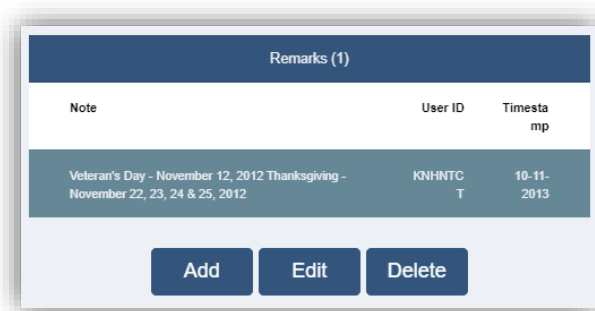 Remarks (1)
Note User ID Timesta
mp
Veteran's Day - November 12, 2012 Thanksgiving - KNHNTC 10-11-
November 22, 23, 24 & 25, 2012 T 2013
Add Edit Delete